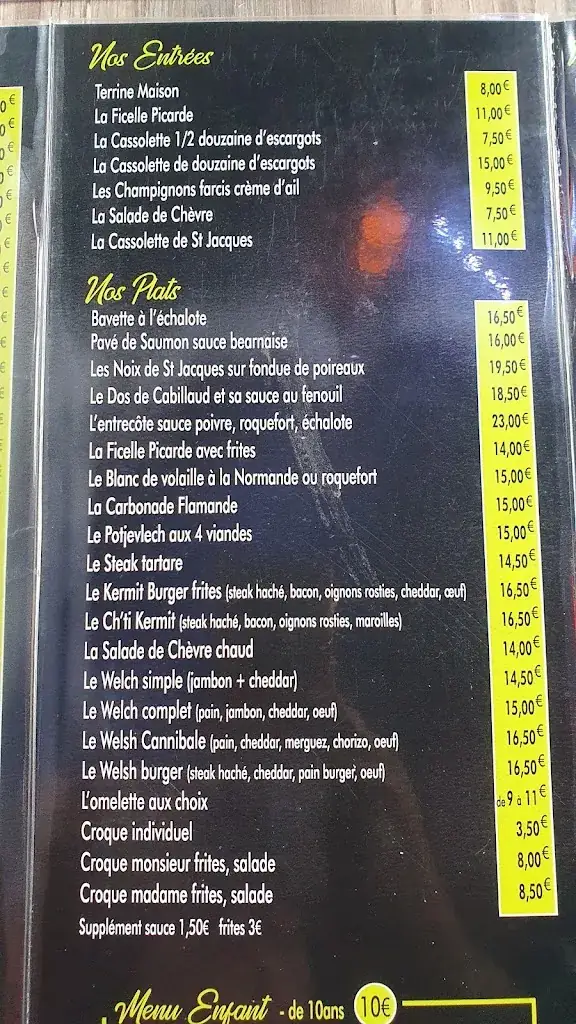 Nos Entrées
Terrine Maison 8,00€
La Ficelle Picarde 11,00€
La Cassolette 1/2 douzaine d'escargots 7,50€
La Cassolette de douzaine d'escargots 15,00€
Les Champignons farcis crème d'ail 9,50€
La Salade de Chèvre 7,50€
La Cassolette de St Jacques 11,00€
Nos Plats
Bavette à l'échalote 16,50€
Pavé de Saumon sauce bearnaise 16,00€
Les Noix de St Jacques sur fondue de poireaux 19,50€
Le Dos de Cabillaud et sa sauce au fenouil 18,50€
L'entrecôte sauce poivre, roquefort, échalote 23,00€
La Ficelle Picarde avec frites 14,00€
Le Blanc de volaille à la Normande ou roquefort 15,00€
La Carbonade Flamande 15,00€
Le Potjevlech aux 4 viandes 15,00€
Le Steak tartare 14,50€
Le Kermit Burger frites (steak haché, bacon, oignons rosties, cheddar, œuf) 16,50€
Le Ch'ti Kermit (steak haché, bacon, oignons rosties, maroilles) 16,50€
La Salade de Chèvre chaud 14,00€
Le Welch simple (jambon + cheddar) 14,50€
Le Welch complet (pain, jambon, cheddar, oeuf) 15,00€
Le Welsh Cannibale (pain, cheddar, merguez, chorizo, oeuf) 16,50€
Le Welsh burger (steak haché, cheddar, pain burger, oeuf) 16,50€
L'omelette aux choix de 9 à 11€
Croque individuel 3,50€
Croque monsieur frites, salade 8,00€
Croque madame frites, salade 8,50€
Supplément sauce 1,50€ frites 3€
Menu Enfant - de 10ans 10€